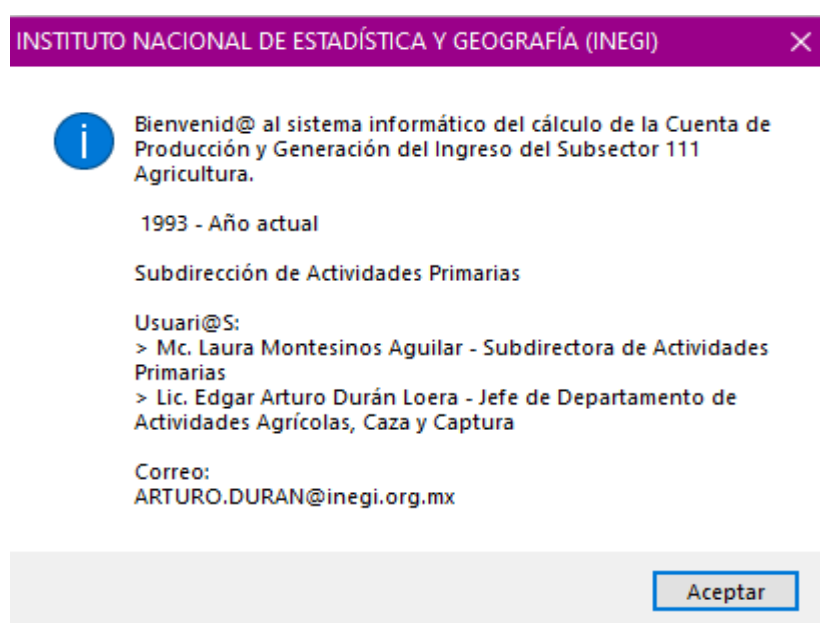 INSTITUTO NACIONAL DE ESTADÍSTICA Y GEOGRAFÍA (INEGI)
Bienvenid@ al sistema informático del cálculo de la Cuenta de
Producción y Generación del Ingreso del Subsector 111
Agricultura.
1993 - Año actual
Subdirección de Actividades Primarias
Usuari@S:
> Mc. Laura Montesinos Aguilar - Subdirectora de Actividades
Primarias
> Lic. Edgar Arturo Durán Loera - Jefe de Departamento de
Actividades Agrícolas, Caza y Captura
Correo:
ARTURO.DURAN@inegi.org.mx
Aceptar